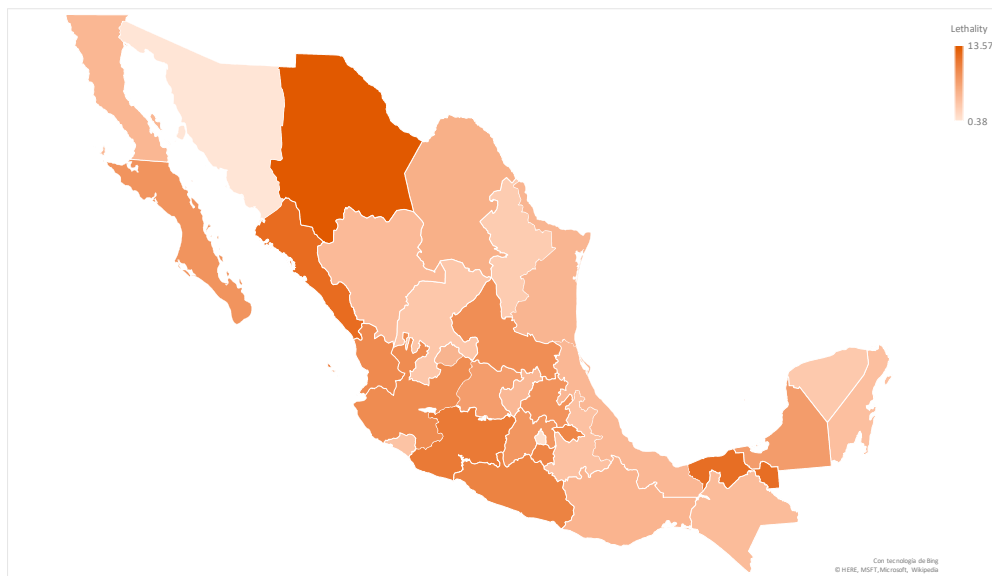 Lethality
13.57
0.38
Con tecnología de Bing
© HERE, MSFT, Microsoft, Wikipedia